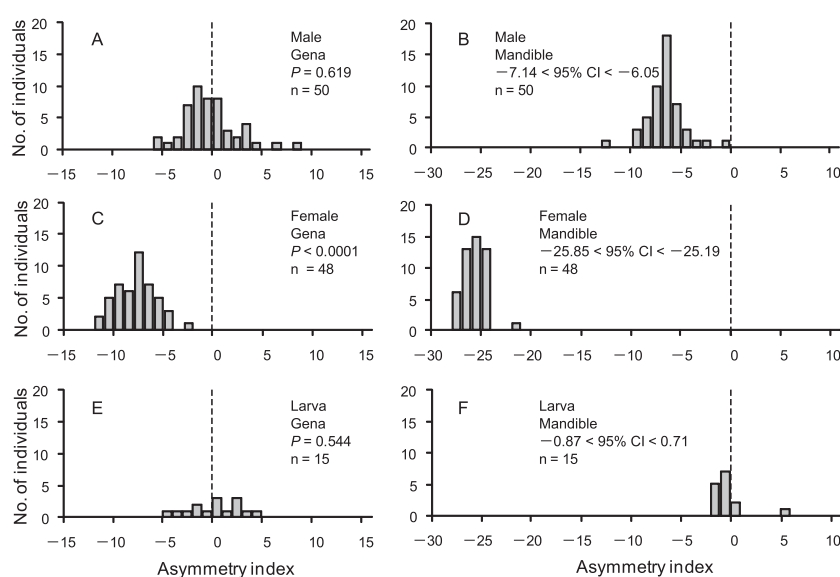 A
Male
Gena
P = 0.619
n = 50
No. of individuals
20
15
10
5
0
−15 −10 −5 0 5 10 15
B
Male
Mandible
−7.14 < 95% CI < −6.05
n = 50
20
15
10
5
0
−30 −25 −20 −15 −10 −5 0 5 10
C
Female
Gena
P < 0.0001
n = 48
No. of individuals
20
15
10
5
0
−15 −10 −5 0 5 10 15
D
Female
Mandible
−25.85 < 95% CI < −25.19
n = 48
20
15
10
5
0
−30 −25 −20 −15 −10 −5 0 5 10
E
Larva
Gena
P = 0.544
n = 15
No. of individuals
20
15
10
5
0
−15 −10 −5 0 5 10 15
Asymmetry index
F
Larva
Mandible
−0.87 < 95% CI < 0.71
n = 15
20
15
10
5
0
−30 −25 −20 −15 −10 −5 0 5 10
Asymmetry index